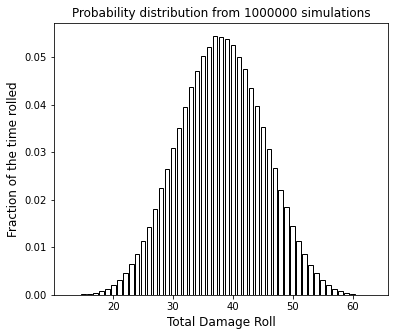 Probability distribution from 1000000 simulations
Fraction of the time rolled
0.05
0.04
0.03
0.02
0.01
0.00
20 30 40 50 60
Total Damage Roll